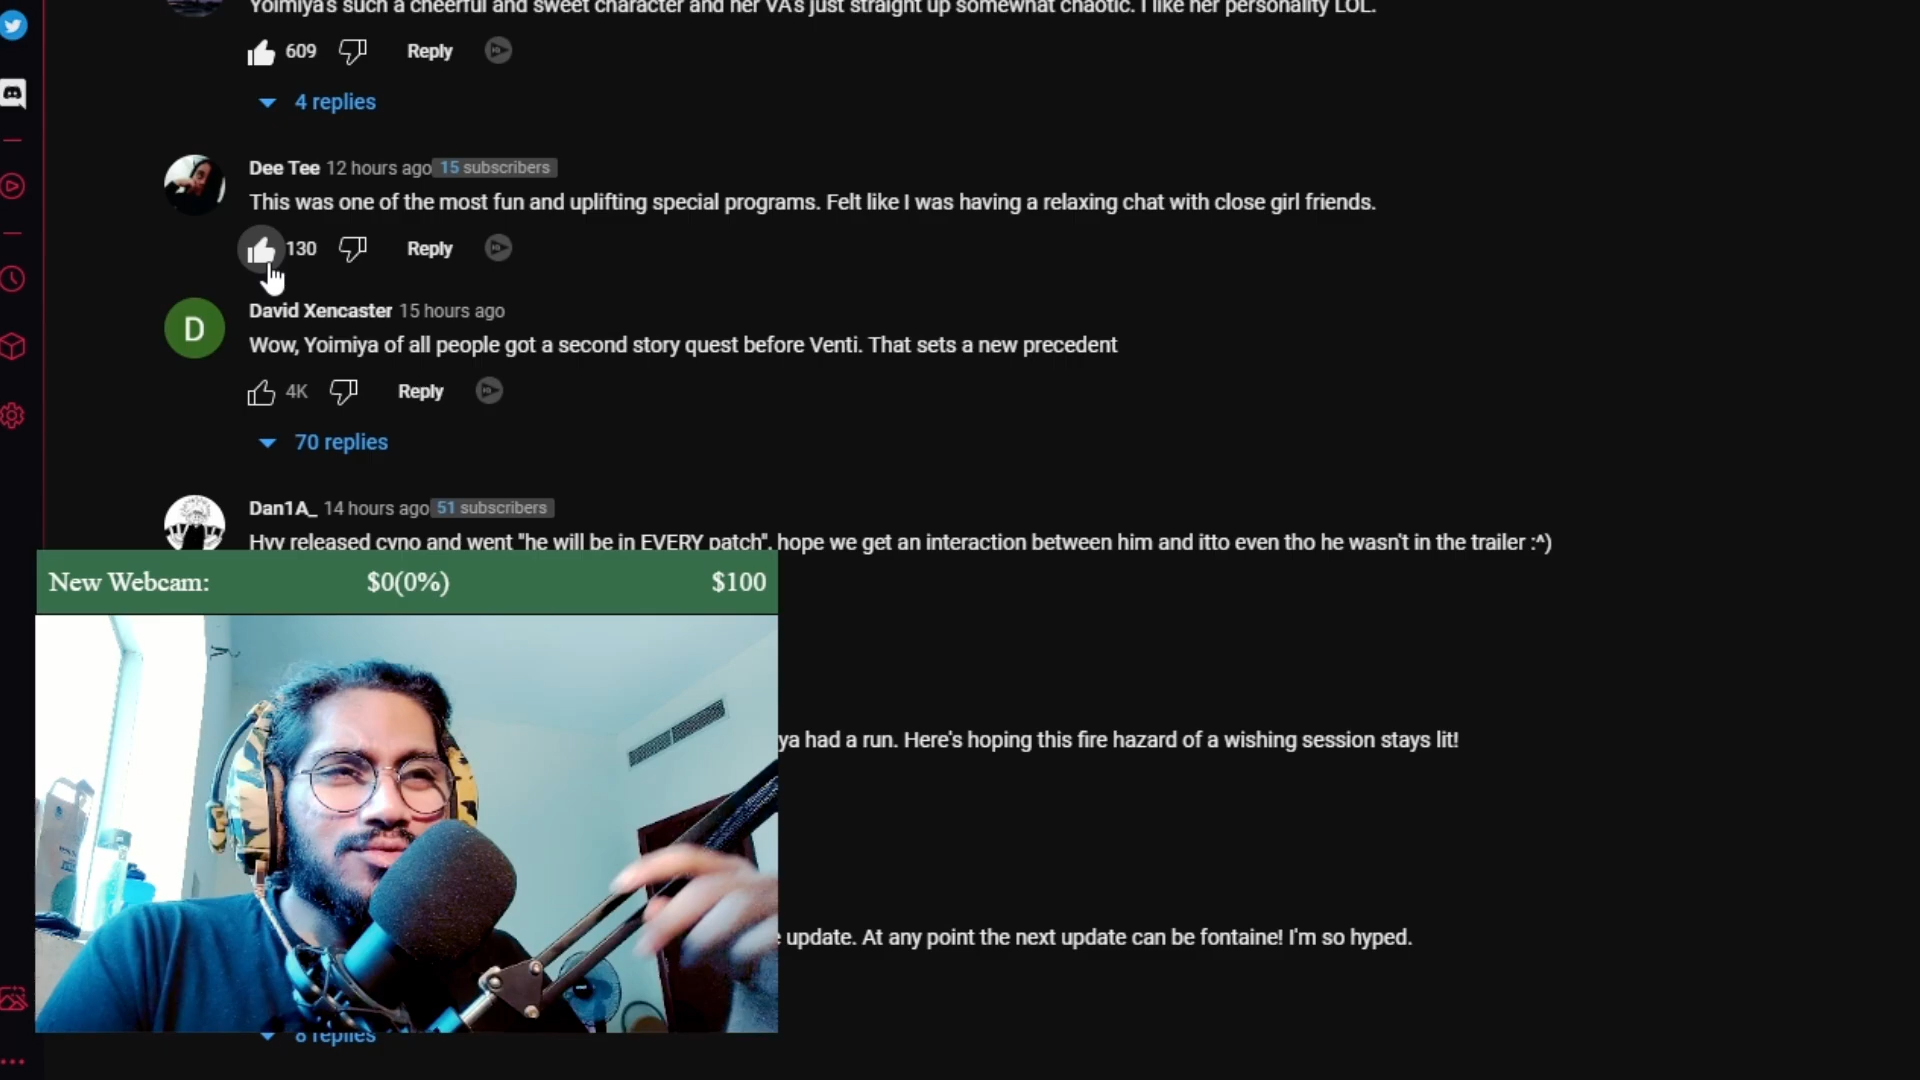 Yoimiya's such a cheerful and sweet character and her VA's just straight up somewhat chaotic. I like her personality LOL.
609 Reply
4 replies
Dee Tee 12 hours ago 15 subscribers
This was one of the most fun and uplifting special programs. Felt like I was having a relaxing chat with close girl friends.
130 Reply
David Xencaster 15 hours ago
D
Wow, Yoimiya of all people got a second story quest before Venti. That sets a new precedent
4K Reply
70 replies
Dan1A_ 14 hours ago 51 subscribers
Hyv released cyno and went "he will be in EVERY patch", hope we get an interaction between him and itto even tho he wasn't in the trailer :^)
New Webcam: $0(0%) $100
ya had a run. Here's hoping this fire hazard of a wishing session stays lit!
update. At any point the next update can be fontaine! I'm so hyped.
8 replies